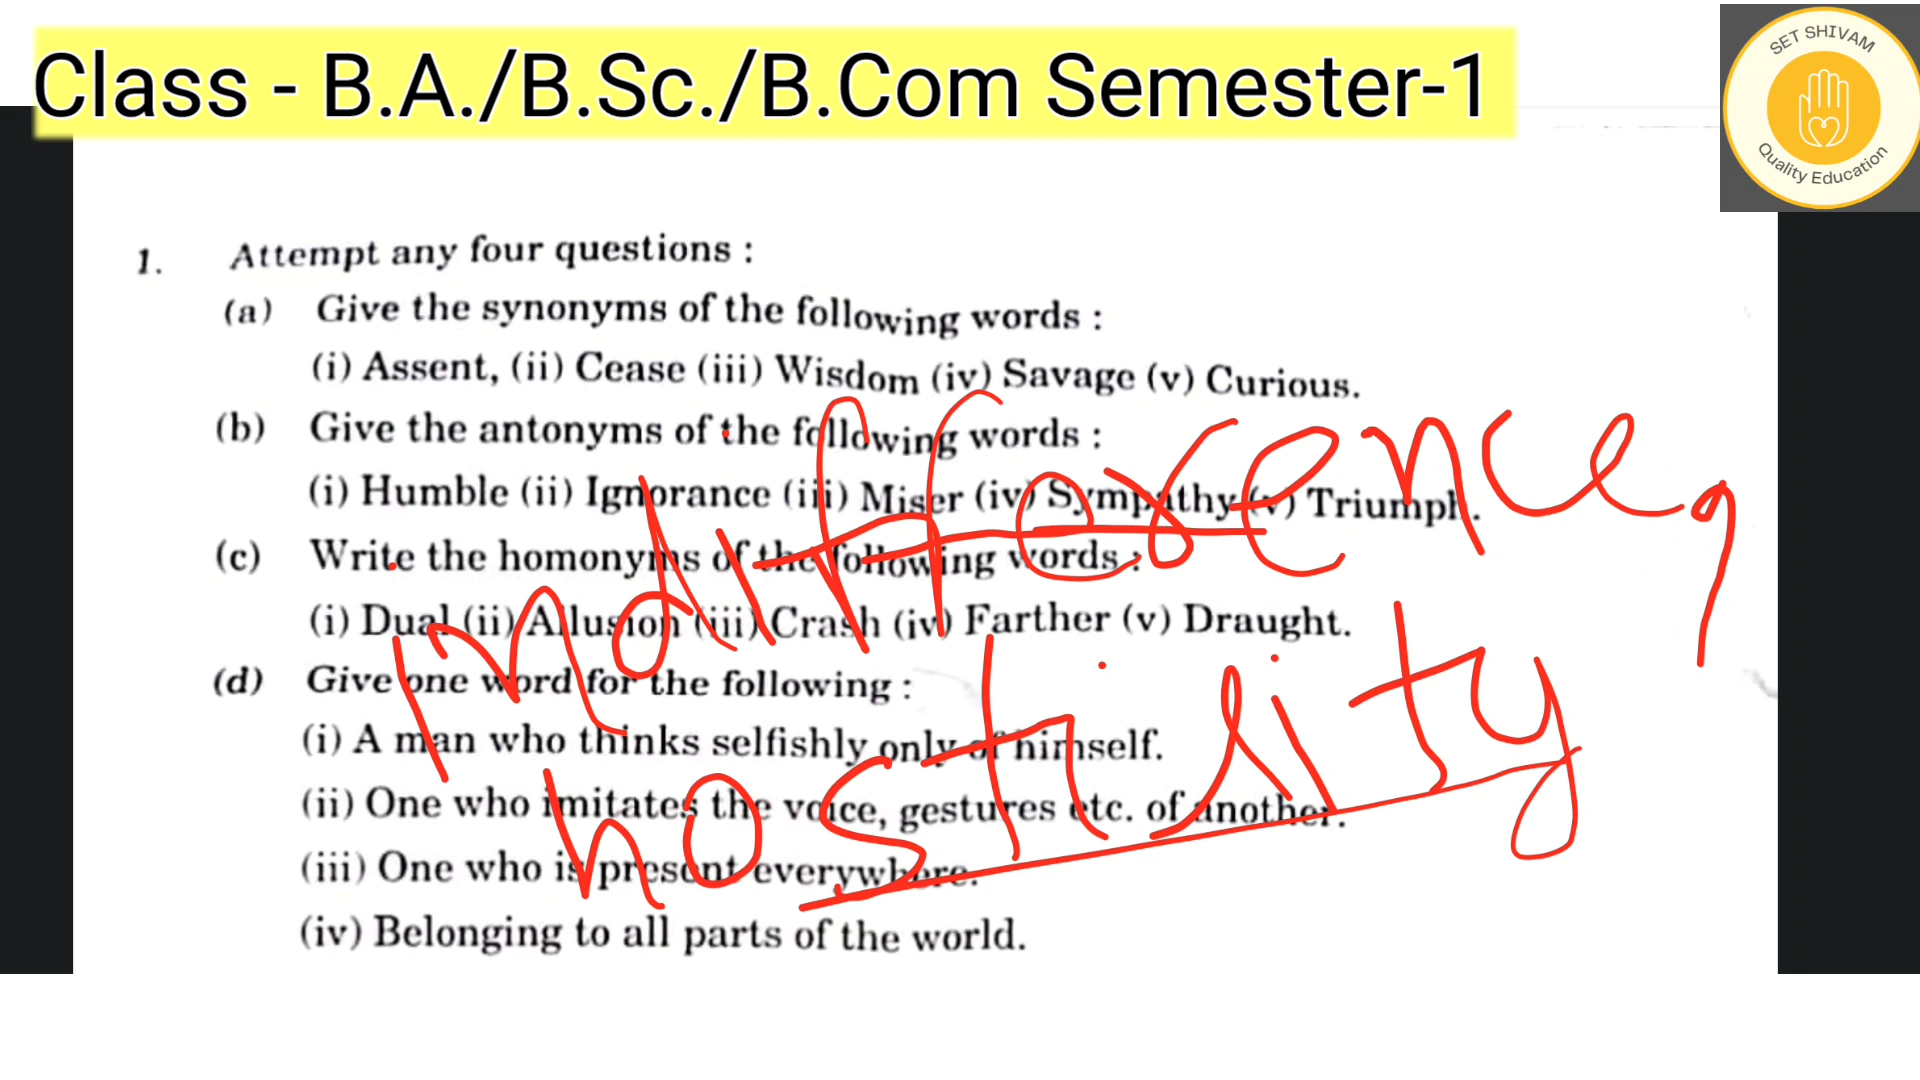 Class - B.A./B.Sc./B.Com Semester-1
SET SHIVAM
Quality Education
1. Attempt any four questions :
(a) Give the synonyms of the following words :
(i) Assent, (ii) Cease (iii) Wisdom (iv) Savage (v) Curious.
(b) Give the antonyms of the following words :
(i) Humble (ii) Ignorance (iii) Miser (iv) Sympathy (v) Triumph.
(c) Write the homonyms of the following words :
(i) Dual (ii) Allusion (iii) Crash (iv) Farther (v) Draught.
(d) Give one word for the following :
(i) A man who thinks selfishly only of himself.
(ii) One who imitates the voice, gestures etc. of another.
(iii) One who is present everywhere.
(iv) Belonging to all parts of the world.
indifference,
hostility